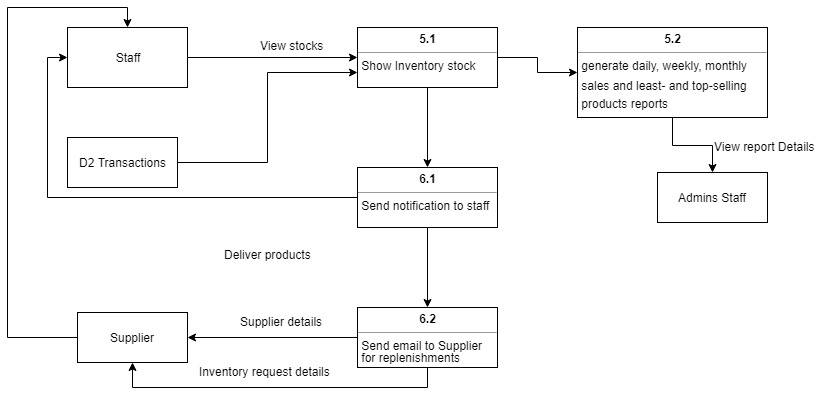 5.1
5.2
View stocks
Staff
Show Inventory stock
generate daily, weekly, monthly
sales and least- and top-selling
products reports
View report Details
D2 Transactions
6.1
Admins Staff
Send notification to staff
Deliver products
6.2
Supplier details
Supplier
Send email to Supplier
for replenishments
Inventory request details